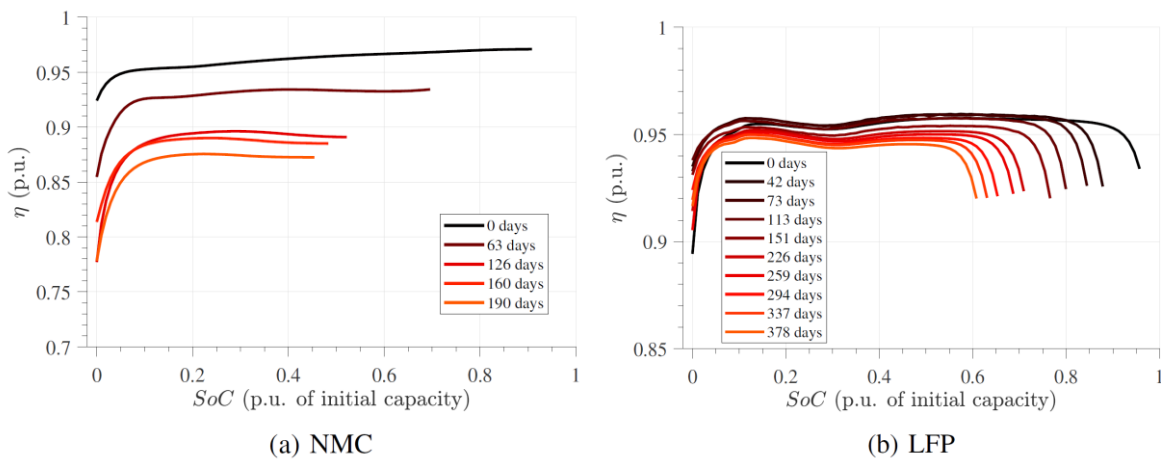 1
0.95
0.9
0.85
0.8
0.75
0.7
η (p.u.)
0 days
63 days
126 days
160 days
190 days
0 0.2 0.4 0.6 0.8 1
SoC (p.u. of initial capacity)
(a) NMC
1
0.95
0.9
0.85
η (p.u.)
0 days
42 days
73 days
113 days
151 days
226 days
259 days
294 days
337 days
378 days
0 0.2 0.4 0.6 0.8 1
SoC (p.u. of initial capacity)
(b) LFP